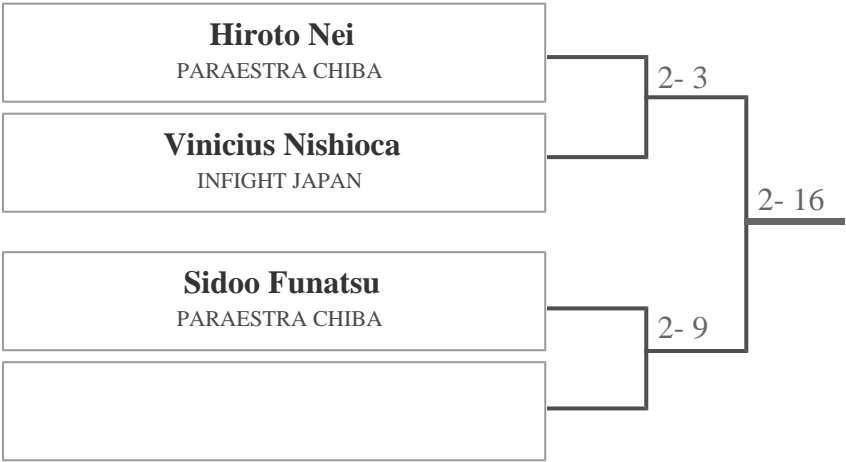 Hiroto Nei
PARAESTRA CHIBA
2- 3
Vinicius Nishioca
INFIGHT JAPAN
2- 16
Sidoo Funatsu
PARAESTRA CHIBA
2- 9